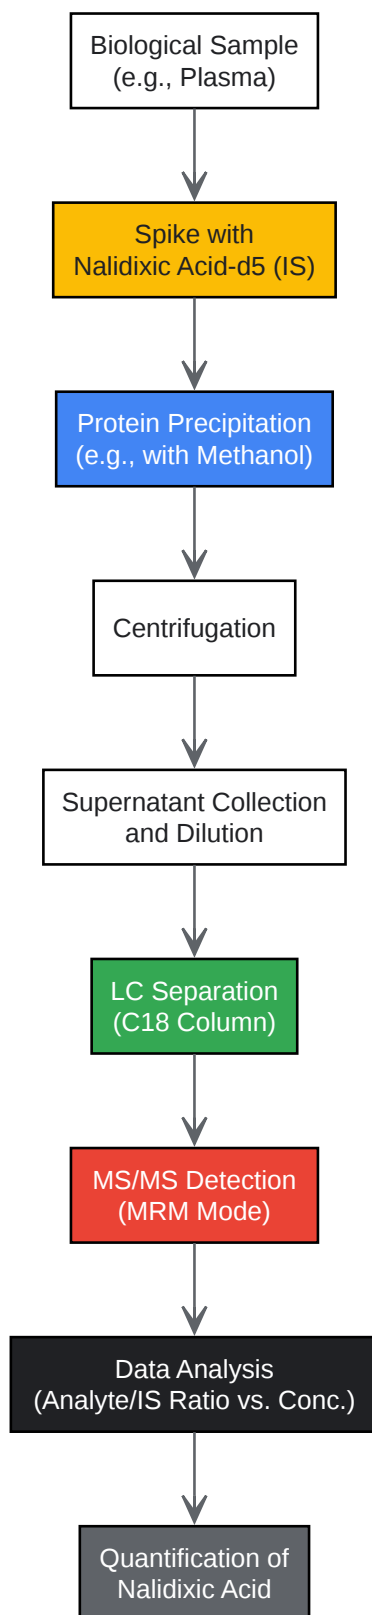 Biological Sample
(e.g., Plasma)
Spike with
Nalidixic Acid-d5 (IS)
Protein Precipitation
(e.g., with Methanol)
Centrifugation
Supernatant Collection
and Dilution
LC Separation
(C18 Column)
MS/MS Detection
(MRM Mode)
Data Analysis
(Analyte/IS Ratio vs. Conc.)
Quantification of
Nalidixic Acid